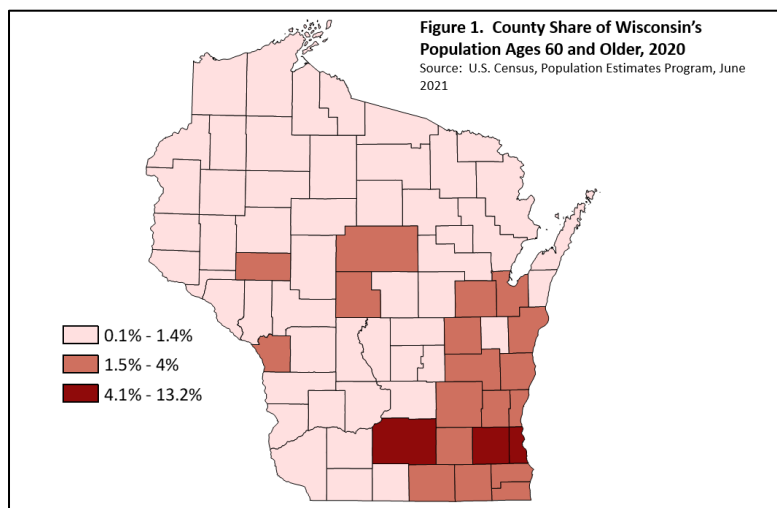 Figure 1.  County Share of Wisconsin's
Population Ages 60 and Older, 2020
Source:  U.S. Census, Population Estimates Program, June
2021
0.1% - 1.4%
1.5% - 4%
4.1% - 13.2%